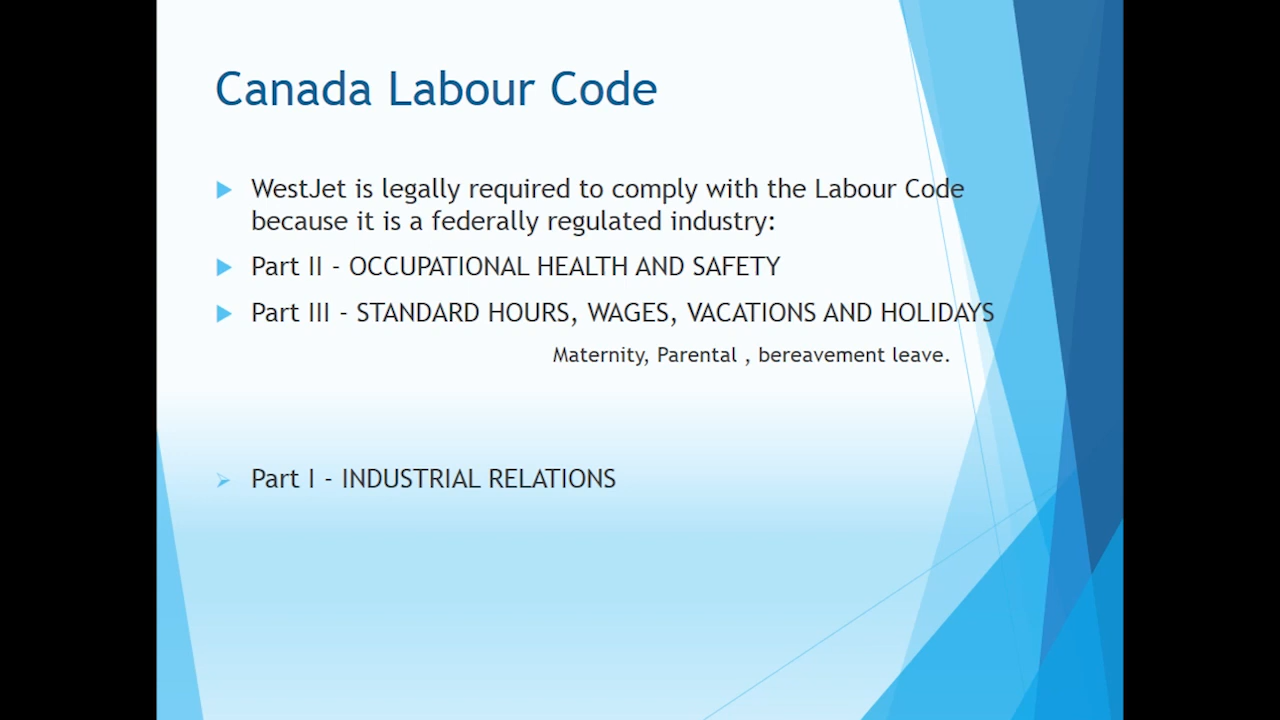 Canada Labour Code
WestJet is legally required to comply with the Labour Code
because it is a federally regulated industry:
Part II - OCCUPATIONAL HEALTH AND SAFETY
Part III - STANDARD HOURS, WAGES, VACATIONS AND HOLIDAYS
Maternity, Parental , bereavement leave.
Part I - INDUSTRIAL RELATIONS